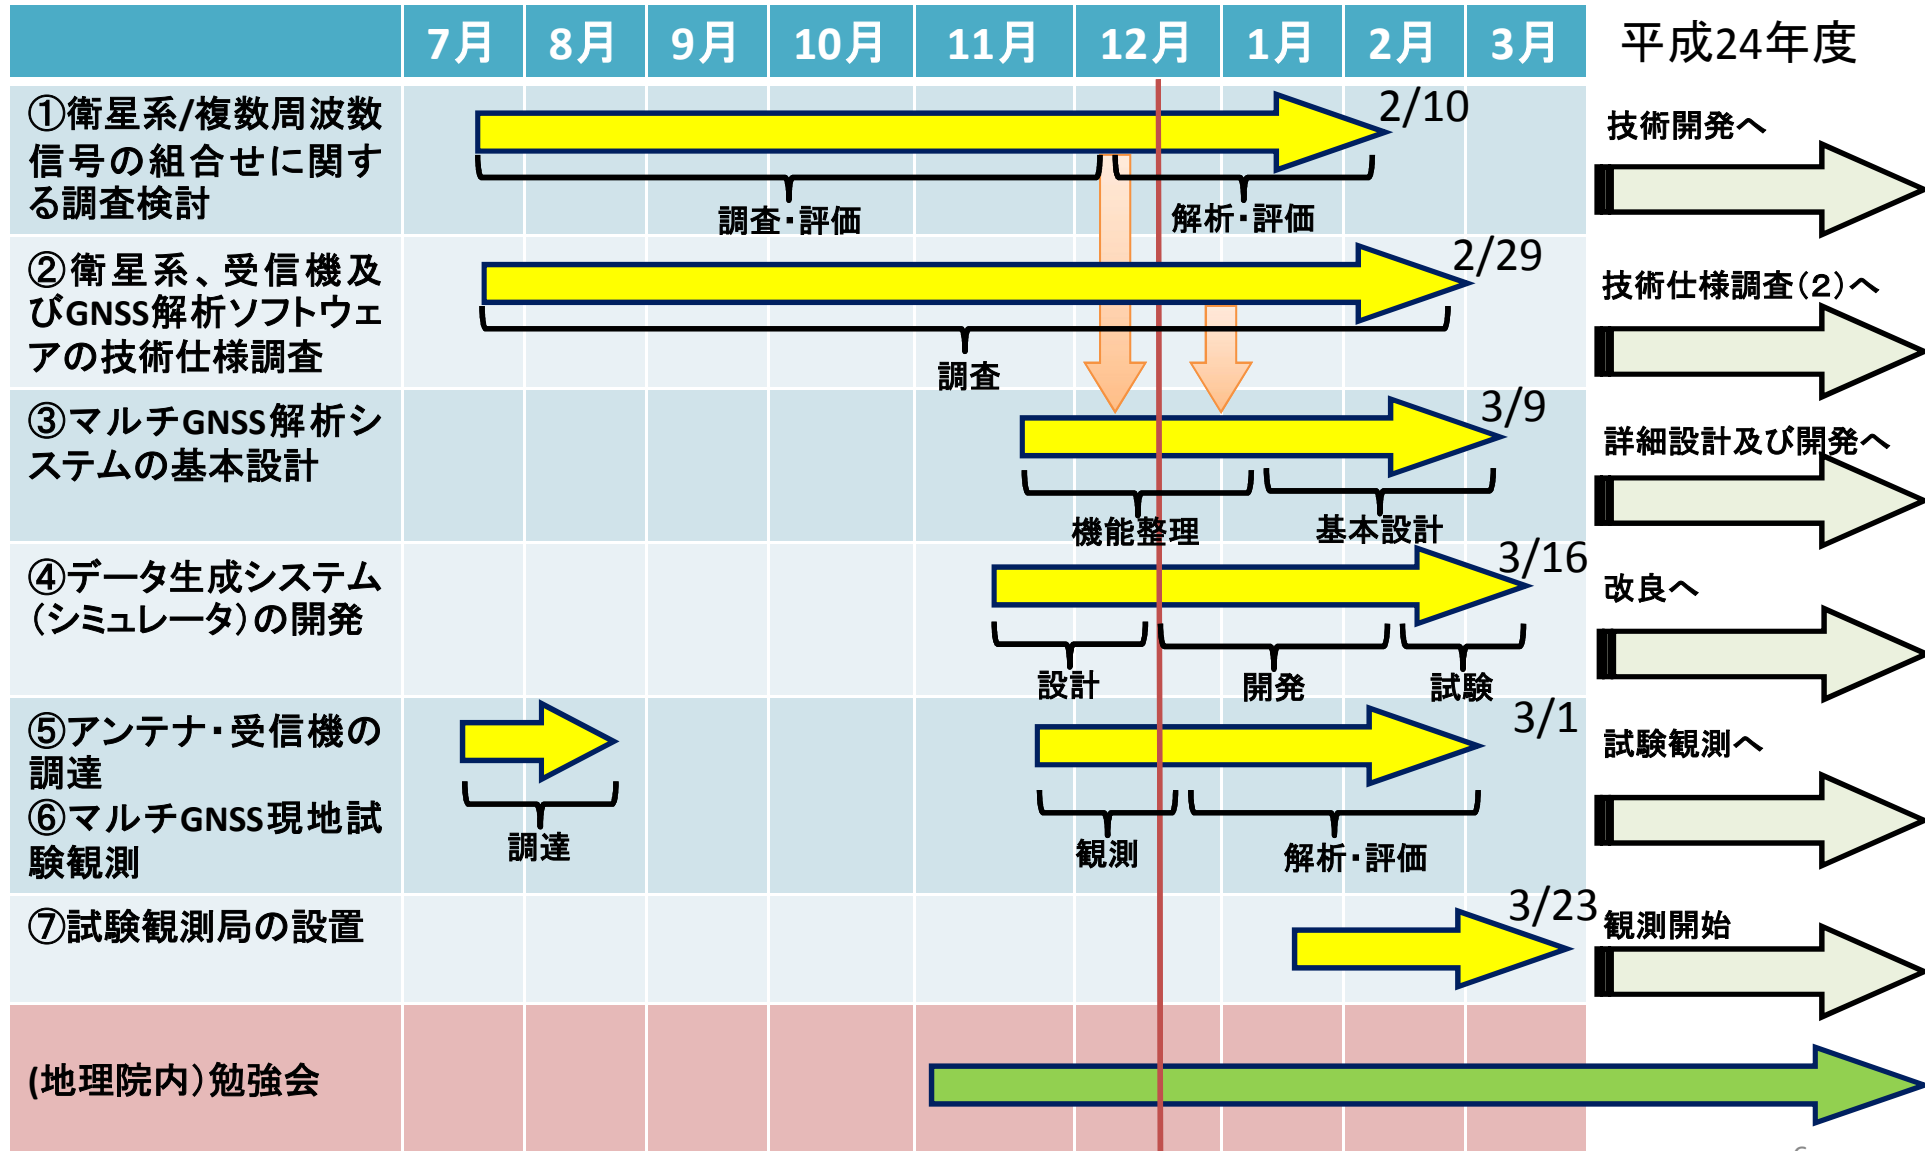 7月 8月 9月 10月 11月 12月 1月 2月 3月 平成24年度
①衛星系/複数周波数
信号の組合せに関す
る調査検討
2/10
調査・評価
解析・評価
技術開発へ
②衛星系、受信機及
びGNSS解析ソフトウェ
アの技術仕様調査
2/29
調査
技術仕様調査(2)へ
③マルチGNSS解析シ
ステムの基本設計
3/9
機能整理
基本設計
詳細設計及び開発へ
④データ生成システム
(シミュレータ)の開発
3/16
設計
開発
試験
改良へ
⑤アンテナ・受信機の
調達
⑥マルチGNSS現地試
験観測
3/1
調達
観測
解析・評価
試験観測へ
⑦試験観測局の設置
3/23
観測開始
(地理院内)勉強会